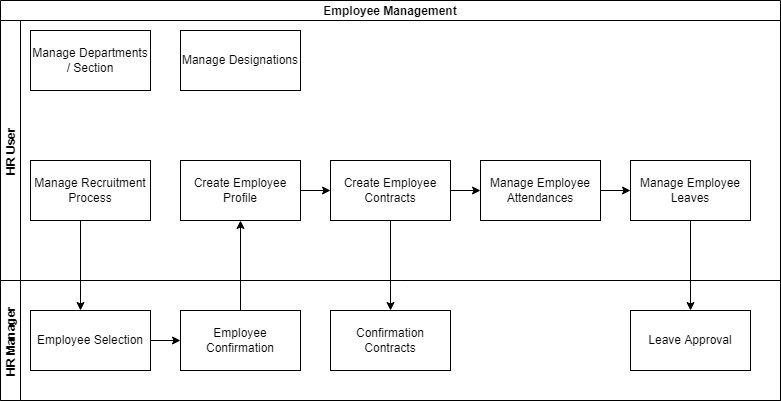 Employee Management
HR User
Manage Departments
/ Section
Manage Designations
Manage Recruitment
Process
Create Employee
Profile
Create Employee
Contracts
Manage Employee
Attendances
Manage Employee
Leaves
HR Manager
Employee Selection
Employee
Confirmation
Confirmation
Contracts
Leave Approval